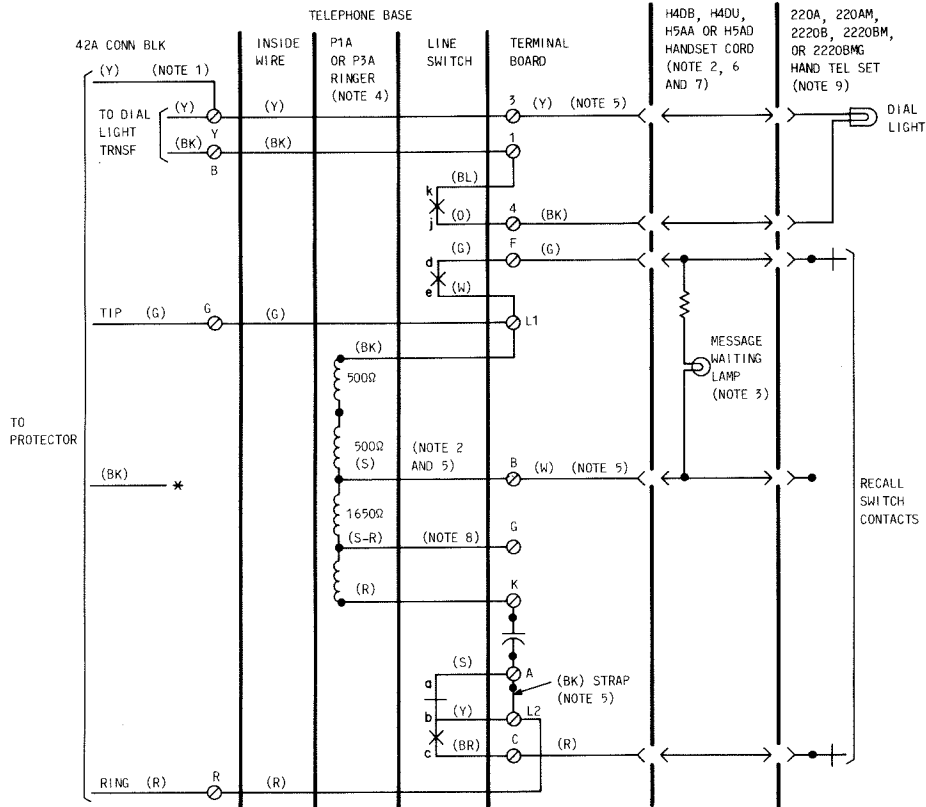 TELEPHONE BASE
42A CONN BLK
INSIDE
WIRE
P1A
OR P3A
RINGER
(NOTE 4)
LINE
SWITCH
TERMINAL
BOARD
H4DB, H4DU,
H5AA OR H5AD
HANDSET CORD
(NOTE 2, 6
AND 7)
220A, 220AM,
2220B, 2220BM,
OR 2220BMG
HAND TEL SET
(NOTE 9)
(Y) (NOTE 1)
TO DIAL
LIGHT
TRNSF
(Y)
Y
(Y)
3
(Y) (NOTE 5)
DIAL
LIGHT
(BK)
B
(BK)
1
(BL)
k
j
(O)
4
(BK)
(G)
F
(G)
d
e
(W)
TIP (G)
G
(G)
L1
(BK)
500Ω
MESSAGE
WAITING
LAMP
(NOTE 3)
TO
PROTECTOR
500Ω
(S)
(NOTE 2
AND 5)
B
(W) (NOTE 5)
(BK)
*
RECALL
SWITCH
CONTACTS
1650Ω
(S-R)
(NOTE 8)
G
(R)
K
(S)
A
a
(BK) STRAP
(NOTE 5)
b
(Y)
L2
c
(BR)
C
(R)
RING (R)
R
(R)